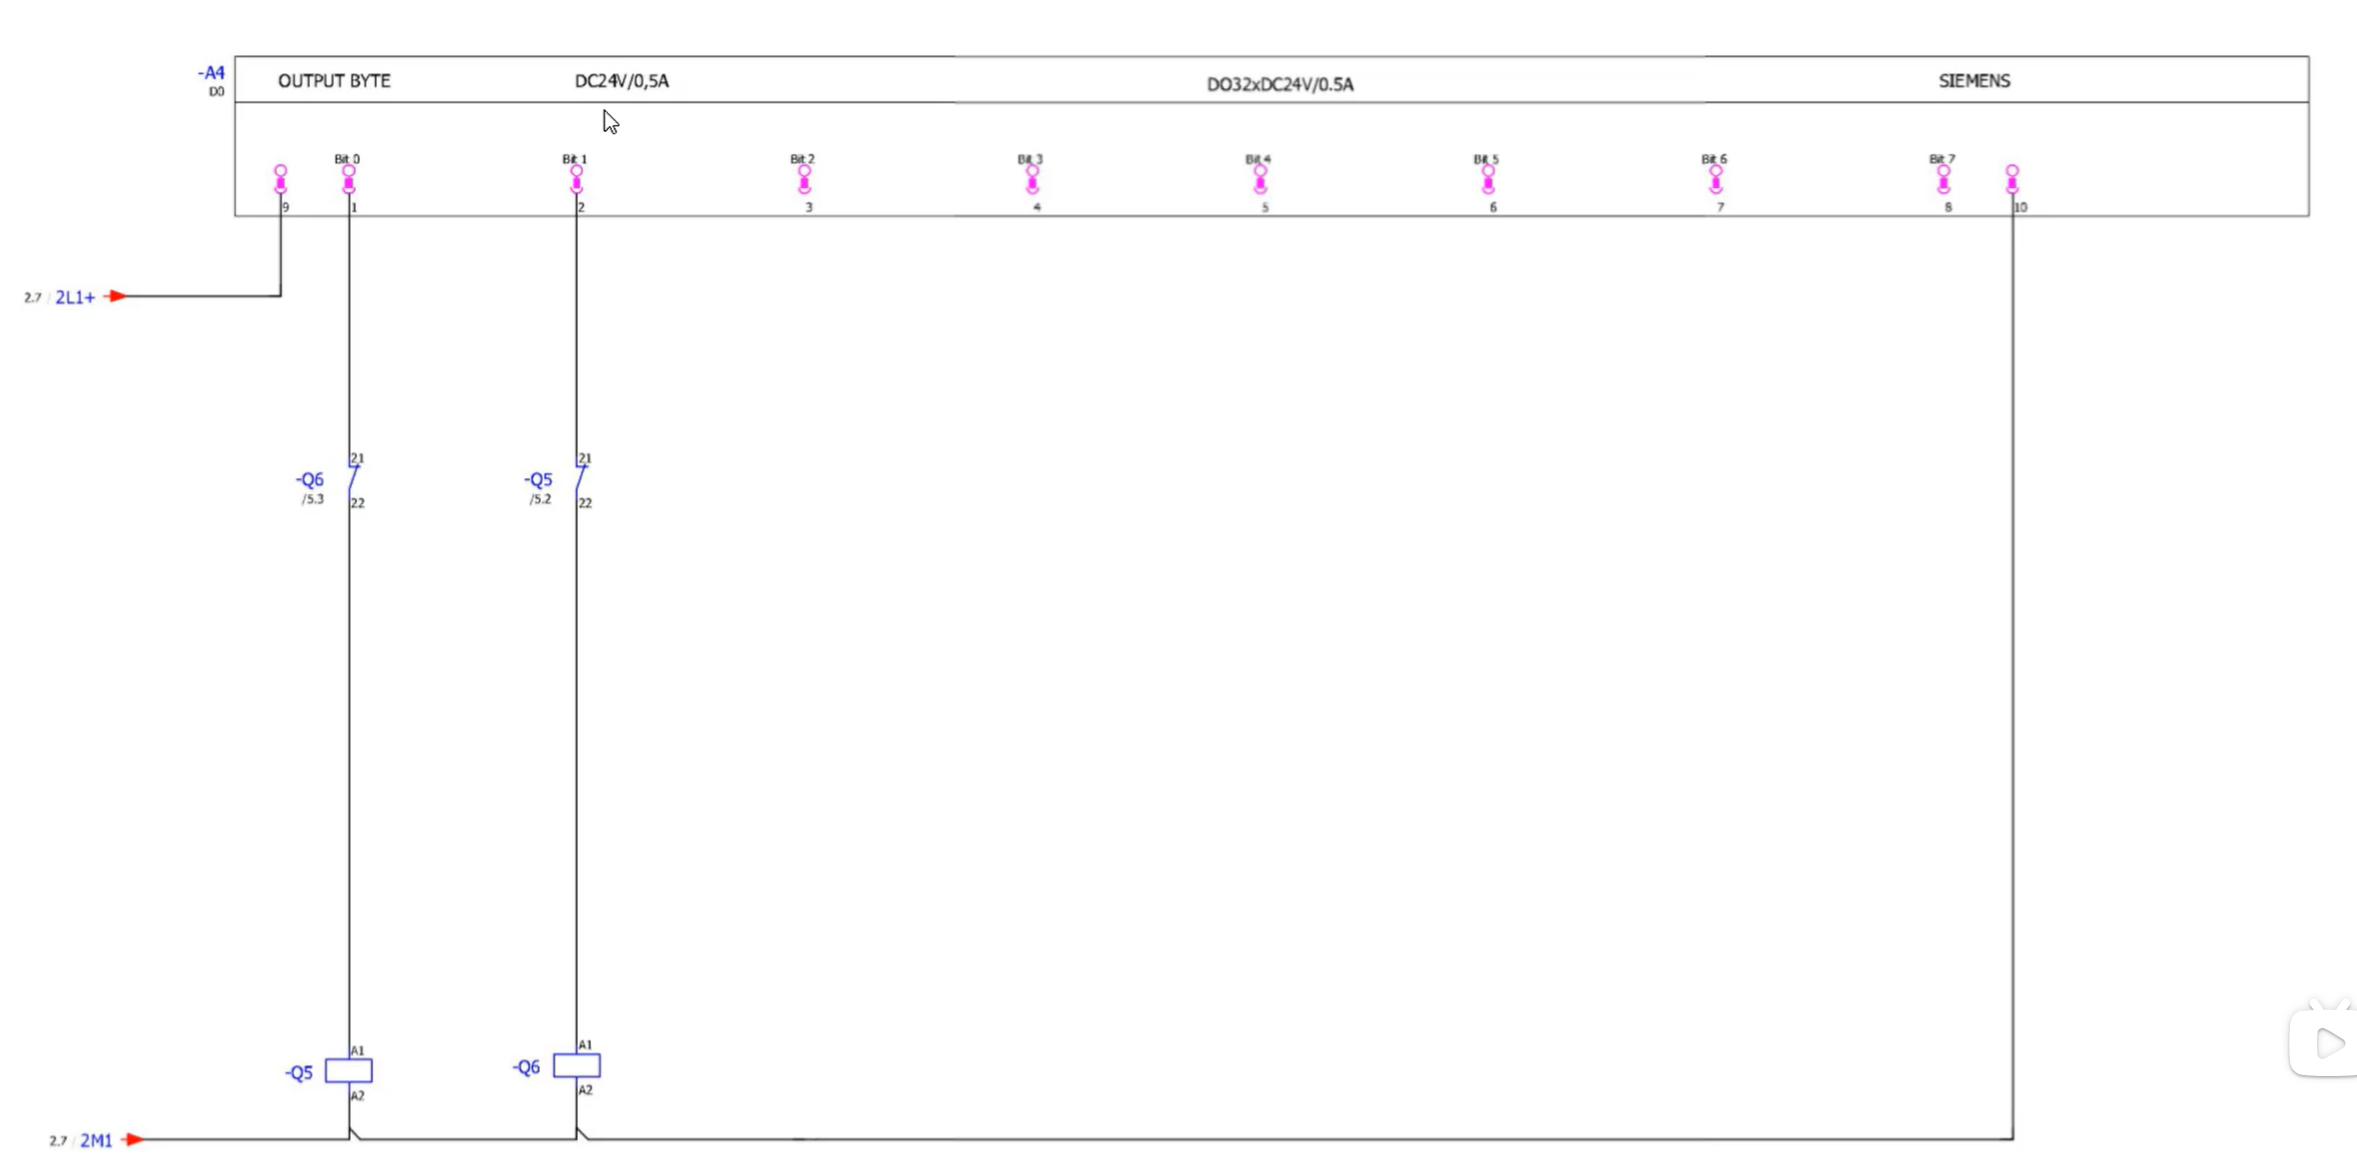 -A4 OUTPUT BYTE DC24V/0,5A DO32xDC24V/0.5A SIEMENS
D0
Bit 0 Bit 1 Bit 2 Bit 3 Bit 4 Bit 5 Bit 6 Bit 7
9 1 2 3 4 5 6 7 8 10
2.7 / 2L1+
21 21
-Q6 -Q5
/5.3 /5.2
22 22
A1 A1
-Q5 -Q6
A2 A2
2.7 / 2M1